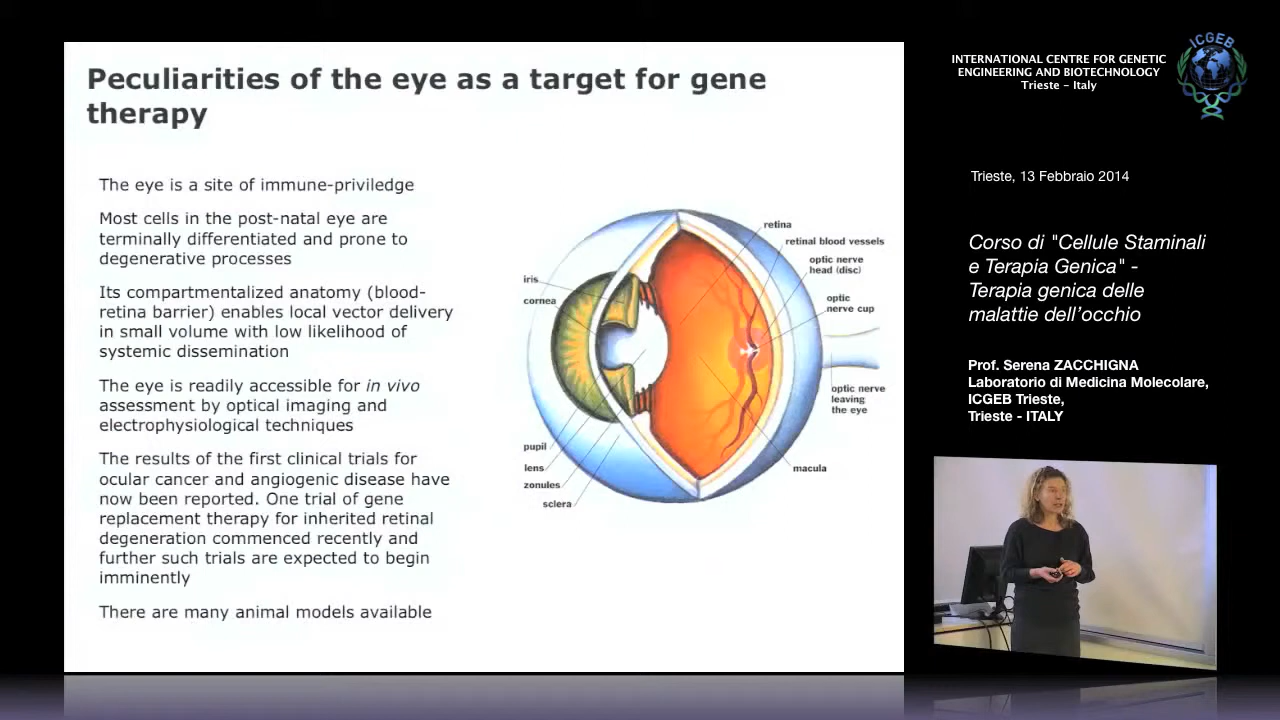 Peculiarities of the eye as a target for gene
therapy
The eye is a site of immune-priviledge
Most cells in the post-natal eye are
terminally differentiated and prone to
degenerative processes
Its compartmentalized anatomy (blood-
retina barrier) enables local vector delivery
in small volume with low likelihood of
systemic dissemination
The eye is readily accessible for in vivo
assessment by optical imaging and
electrophysiological techniques
The results of the first clinical trials for
ocular cancer and angiogenic disease have
now been reported. One trial of gene
replacement therapy for inherited retinal
degeneration commenced recently and
further such trials are expected to begin
imminently
There are many animal models available
iris
cornea
pupil
lens
zonules
sclera
retina
retinal blood vessels
optic nerve
head (disc)
optic
nerve cup
optic nerve
leaving
the eye
macula
INTERNATIONAL CENTRE FOR GENETIC
ENGINEERING AND BIOTECHNOLOGY
Trieste - Italy
ICGEB
Trieste, 13 Febbraio 2014
Corso di "Cellule Staminali
e Terapia Genica" -
Terapia genica delle
malattie dell'occhio
Prof. Serena ZACCHIGNA
Laboratorio di Medicina Molecolare,
ICGEB Trieste,
Trieste - ITALY